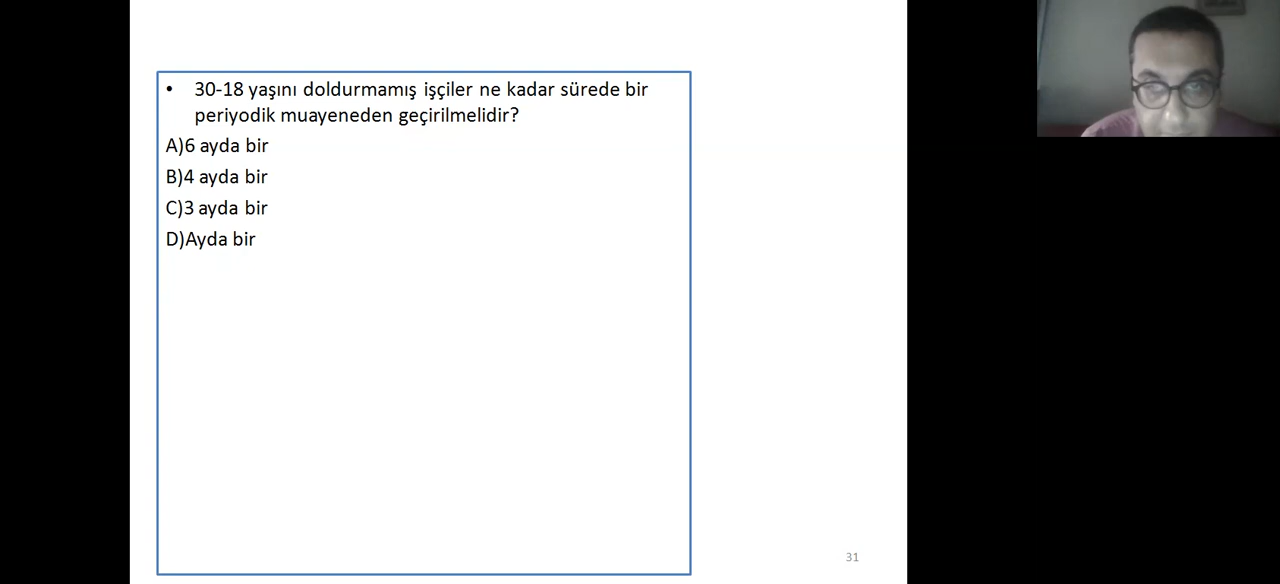 • 30-18 yaşını doldurmamış işçiler ne kadar sürede bir
periyodik muayeneden geçirilmelidir?
A)6 ayda bir
B)4 ayda bir
C)3 ayda bir
D)Ayda bir
31